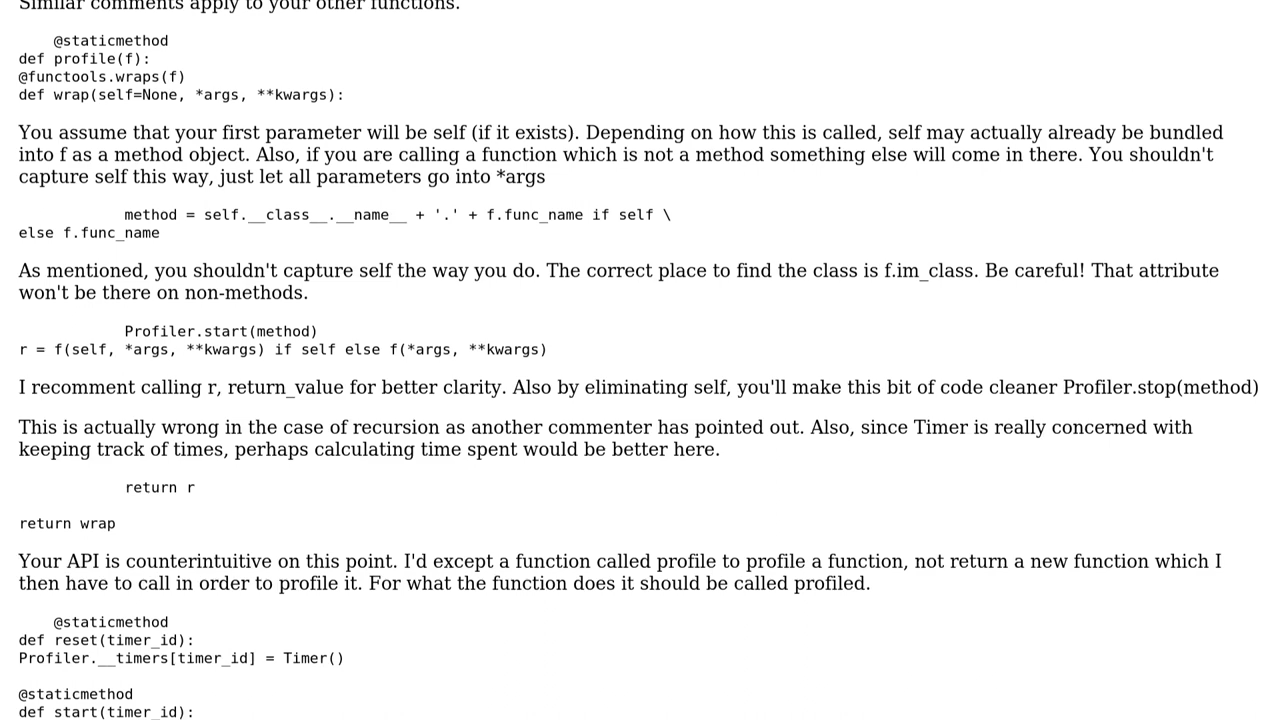 Similar comments apply to your other functions.
@staticmethod
def profile(f):
@functools.wraps(f)
def wrap(self=None, *args, **kwargs):
You assume that your first parameter will be self (if it exists). Depending on how this is called, self may actually already be bundled
into f as a method object. Also, if you are calling a function which is not a method something else will come in there. You shouldn't
capture self this way, just let all parameters go into *args
method = self.__class__.__name__ + '.' + f.func_name if self \
else f.func_name
As mentioned, you shouldn't capture self the way you do. The correct place to find the class is f.im_class. Be careful! That attribute
won't be there on non-methods.
Profiler.start(method)
r = f(self, *args, **kwargs) if self else f(*args, **kwargs)
I recomment calling r, return_value for better clarity. Also by eliminating self, you'll make this bit of code cleaner Profiler.stop(method)
This is actually wrong in the case of recursion as another commenter has pointed out. Also, since Timer is really concerned with
keeping track of times, perhaps calculating time spent would be better here.
return r
return wrap
Your API is counterintuitive on this point. I'd except a function called profile to profile a function, not return a new function which I
then have to call in order to profile it. For what the function does it should be called profiled.
@staticmethod
def reset(timer_id):
Profiler.__timers[timer_id] = Timer()
@staticmethod
def start(timer_id):